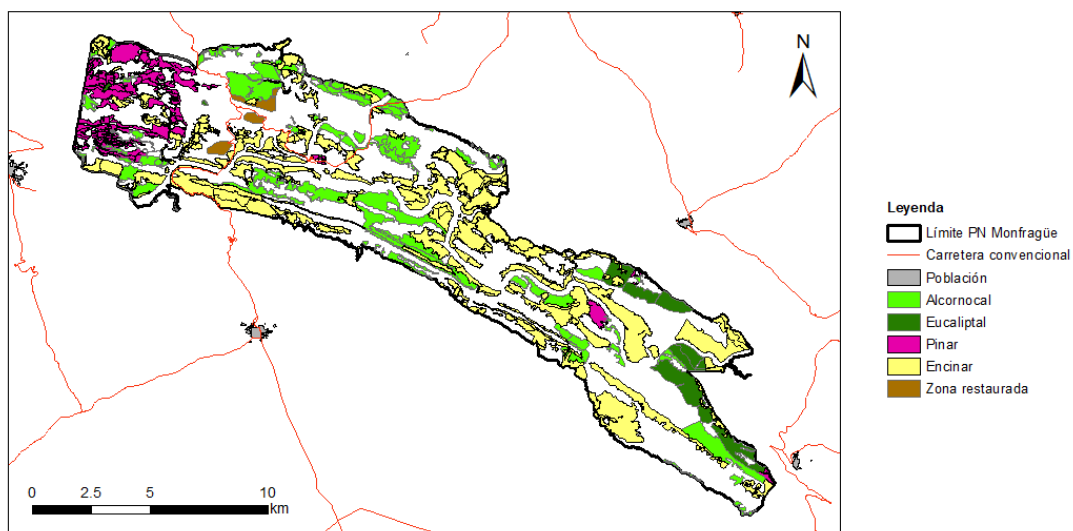 N
Leyenda
Límite PN Monfragüe
Carretera convencional
Población
Alcornocal
Eucaliptal
Pinar
Encinar
Zona restaurada
0 2.5 5 10
km